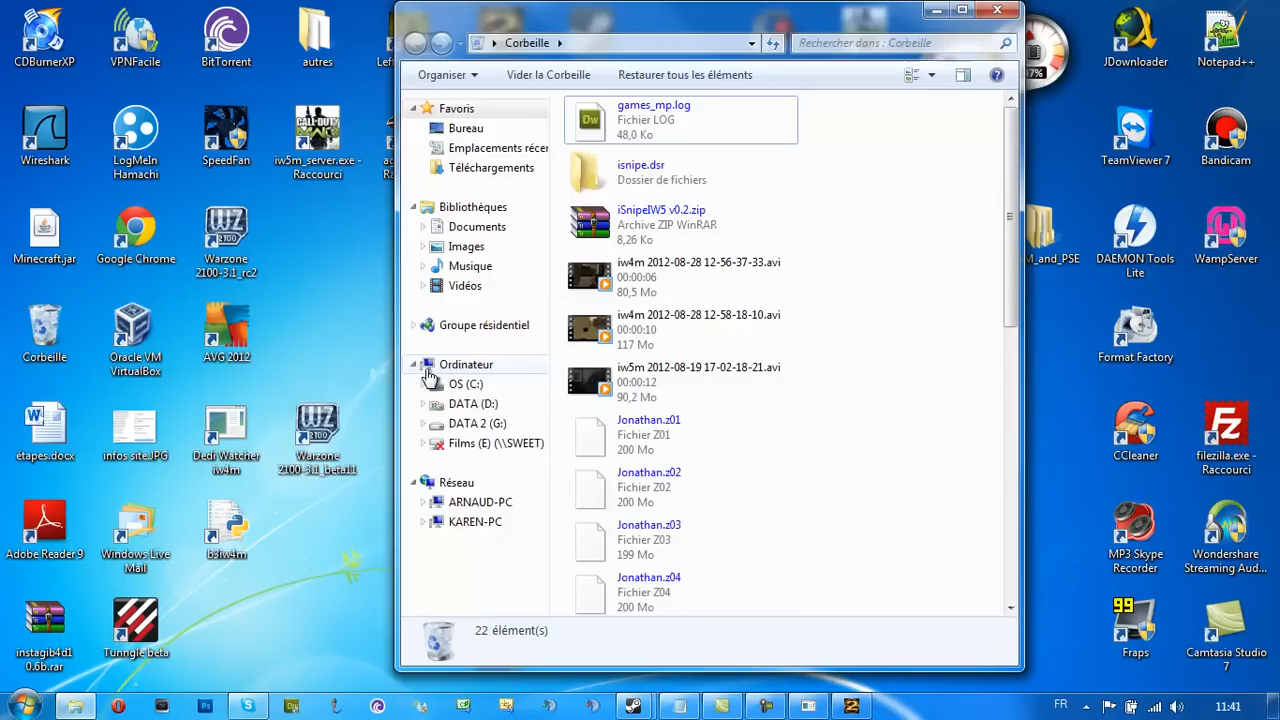 CDBurnerXP
VPNFacile
BitTorrent
autres
Wireshark
LogMeIn
Hamachi
SpeedFan
iw5m_server.exe -
Raccourci
Minecraft.jar
Google Chrome
Warzone
2100-3.1_rc2
Corbeille
Oracle VM
VirtualBox
AVG 2012
étapes.docx
infos site.JPG
Dedi Watcher
iw4m
Warzone
2100-3.1_beta11
Adobe Reader 9
Windows Live
Mail
b3iw4m
instagib4d1
0.6b.rar
Tunngle beta
Corbeille
Rechercher dans : Corbeille
Organiser
Vider la Corbeille
Restaurer tous les éléments
Favoris
Bureau
Emplacements récer
Téléchargements
Bibliothèques
Documents
Images
Musique
Vidéos
Groupe résidentiel
Ordinateur
OS (C:)
DATA (D:)
DATA 2 (G:)
Films (E) (\\SWEET)
Réseau
ARNAUD-PC
KAREN-PC
games_mp.log
Fichier LOG
48,0 Ko
isnipe.dsr
Dossier de fichiers
iSnipeIW5 v0.2.zip
Archive ZIP WinRAR
8,26 Ko
iw4m 2012-08-28 12-56-37-33.avi
00:00:06
80,5 Mo
iw4m 2012-08-28 12-58-18-10.avi
00:00:10
117 Mo
iw5m 2012-08-19 17-02-18-21.avi
00:00:12
90,2 Mo
Jonathan.z01
Fichier Z01
200 Mo
Jonathan.z02
Fichier Z02
200 Mo
Jonathan.z03
Fichier Z03
199 Mo
Jonathan.z04
Fichier Z04
200 Mo
22 élément(s)
JDownloader
Notepad++
TeamViewer 7
Bandicam
M_and_PSE
DAEMON Tools
Lite
WampServer
Format Factory
CCleaner
filezilla.exe -
Raccourci
MP3 Skype
Recorder
Wondershare
Streaming Aud...
99
Fraps
Camtasia Studio
7
FR
11:41